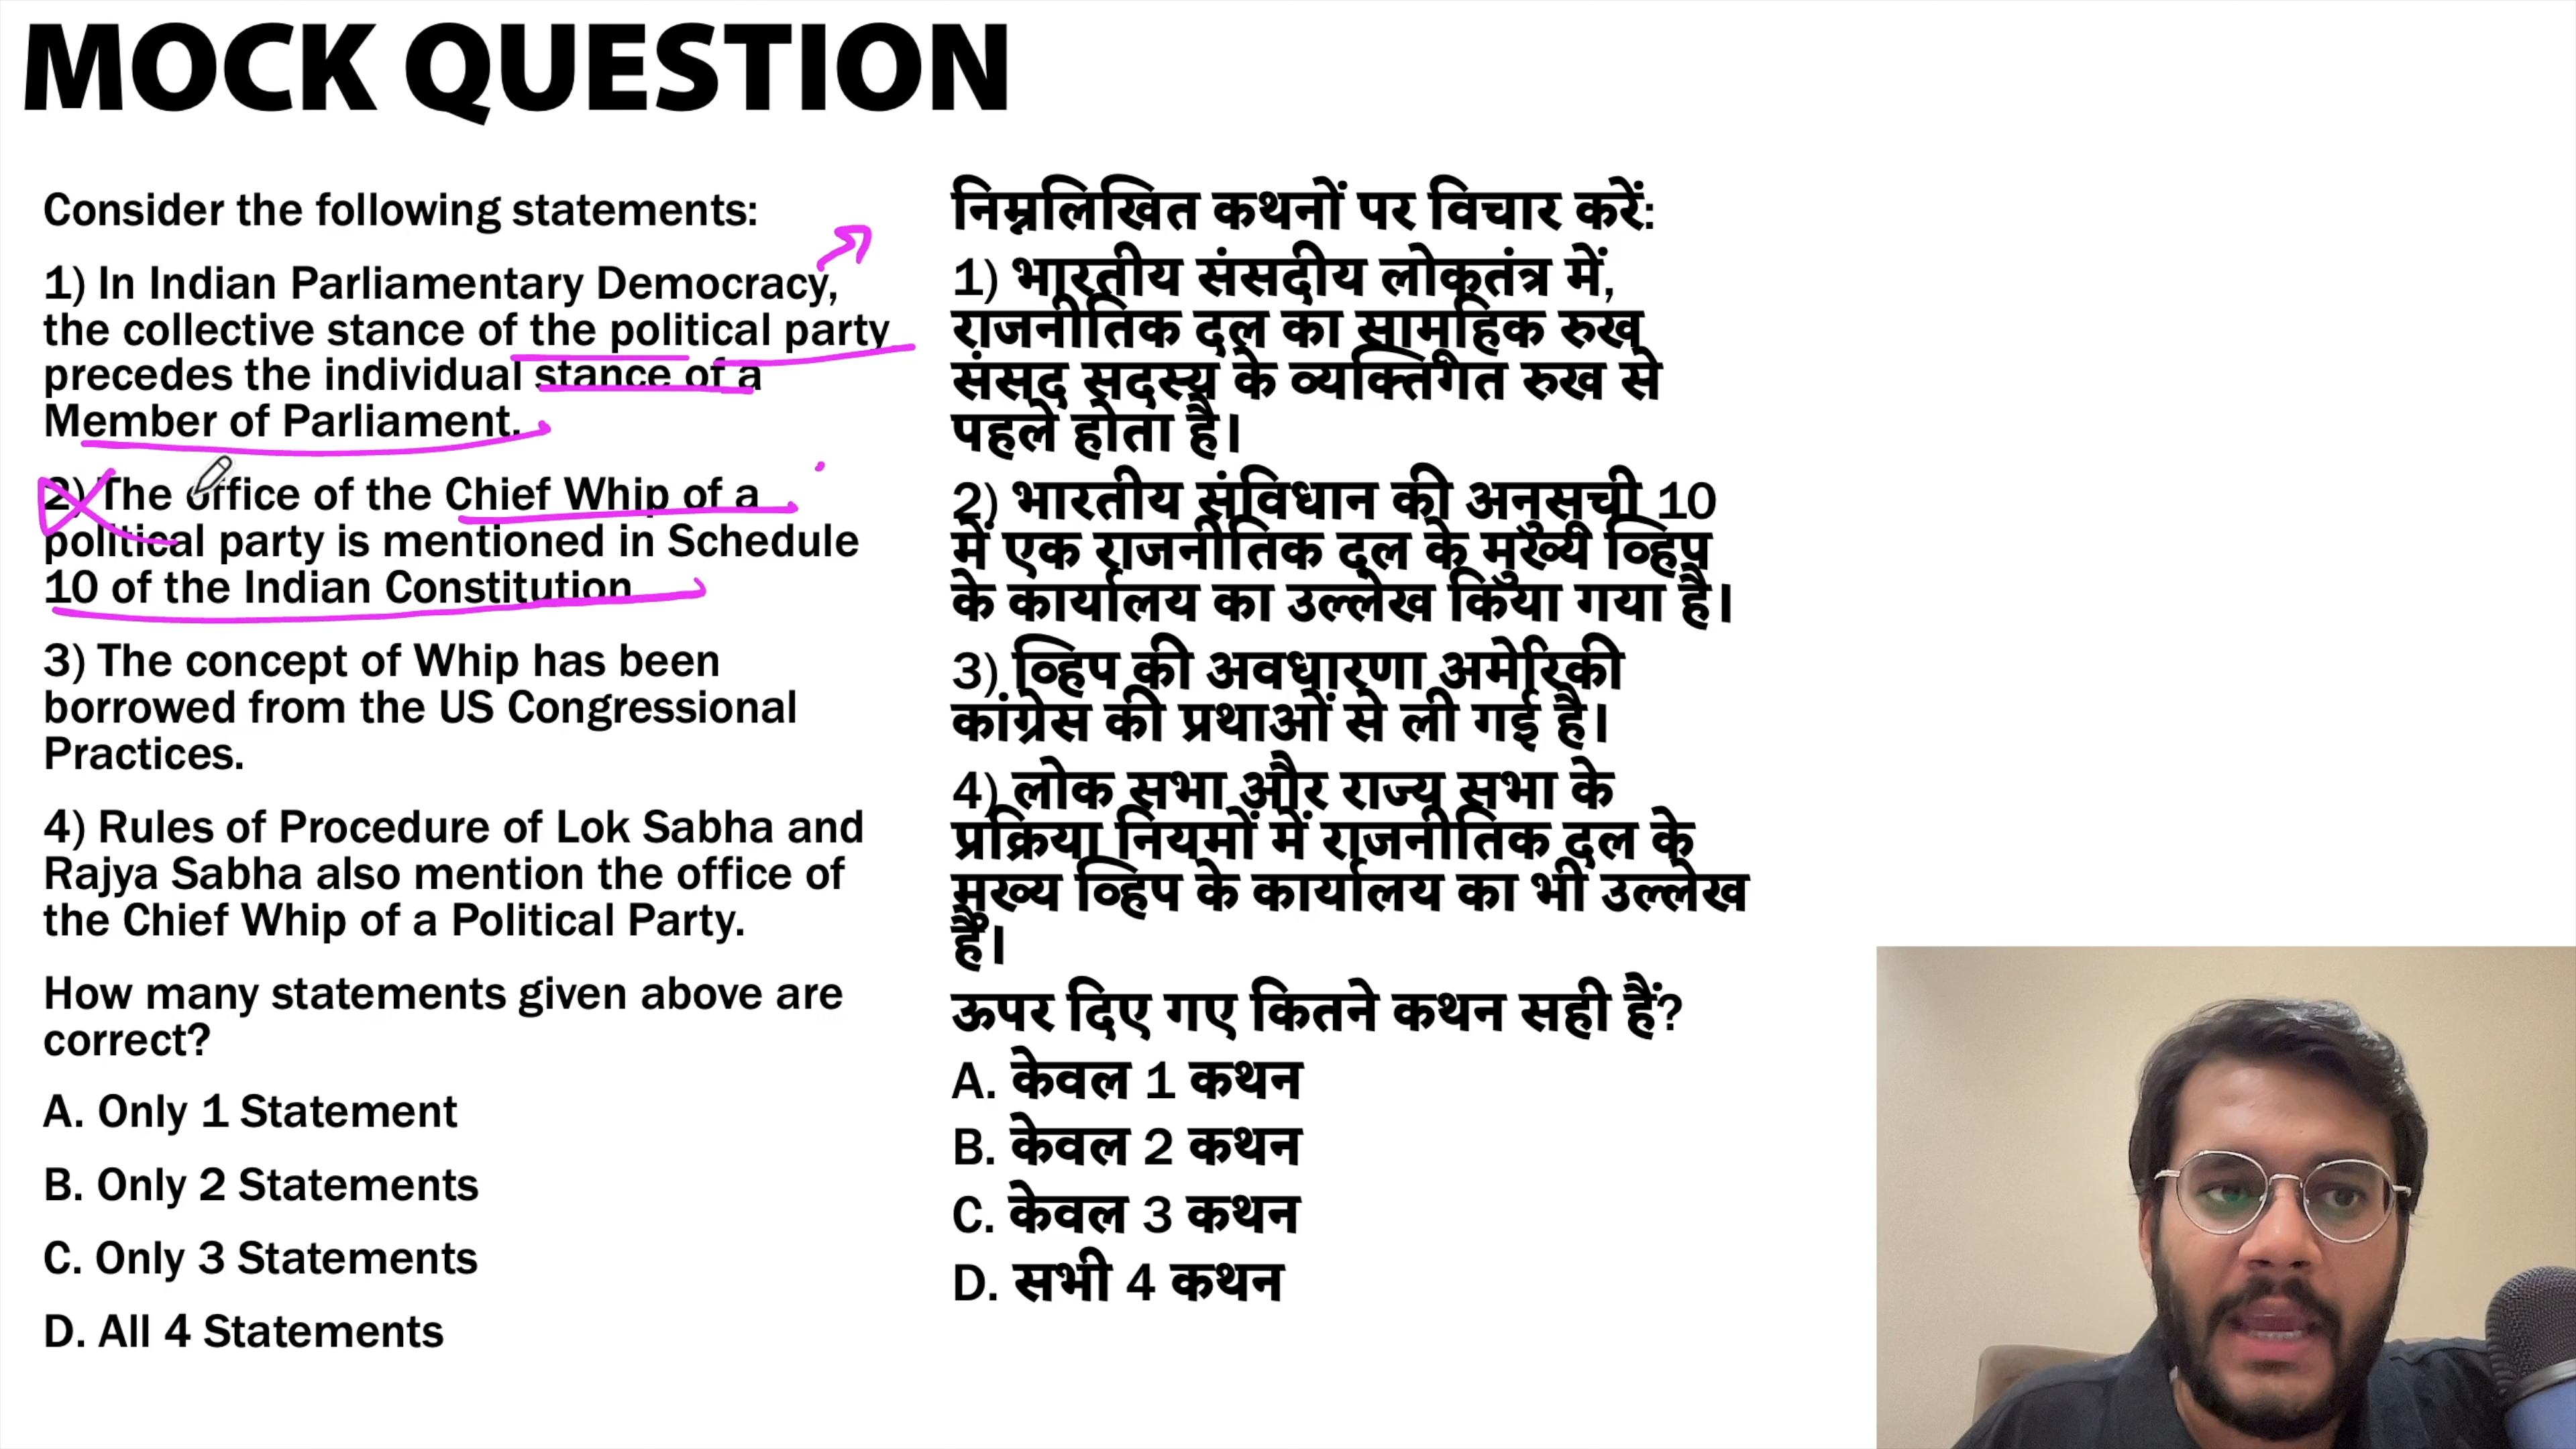 MOCK QUESTION
Consider the following statements:
1) In Indian Parliamentary Democracy,
the collective stance of the political party
precedes the individual stance of a
Member of Parliament.
2) The office of the Chief Whip of a
political party is mentioned in Schedule
10 of the Indian Constitution
3) The concept of Whip has been
borrowed from the US Congressional
Practices.
4) Rules of Procedure of Lok Sabha and
Rajya Sabha also mention the office of
the Chief Whip of a Political Party.
How many statements given above are
correct?
A. Only 1 Statement
B. Only 2 Statements
C. Only 3 Statements
D. All 4 Statements
निम्नलिखित कथनों पर विचार करें:
1) भारतीय संसदीय लोकतंत्र में,
राजनीतिक दल का सामूहिक रुख
संसद सदस्य के व्यक्तिगत रुख से
पहले होता है।
2) भारतीय संविधान की अनुसूची 10
में एक राजनीतिक दल के मुख्य व्हिप
के कार्यालय का उल्लेख किया गया है।
3) व्हिप की अवधारणा अमेरिकी
कांग्रेस की प्रथाओं से ली गई है।
4) लोक सभा और राज्य सभा के
प्रक्रिया नियमों में राजनीतिक दल के
मुख्य व्हिप के कार्यालय का भी उल्लेख
है।
ऊपर दिए गए कितने कथन सही हैं?
A. केवल 1 कथन
B. केवल 2 कथन
C. केवल 3 कथन
D. सभी 4 कथन